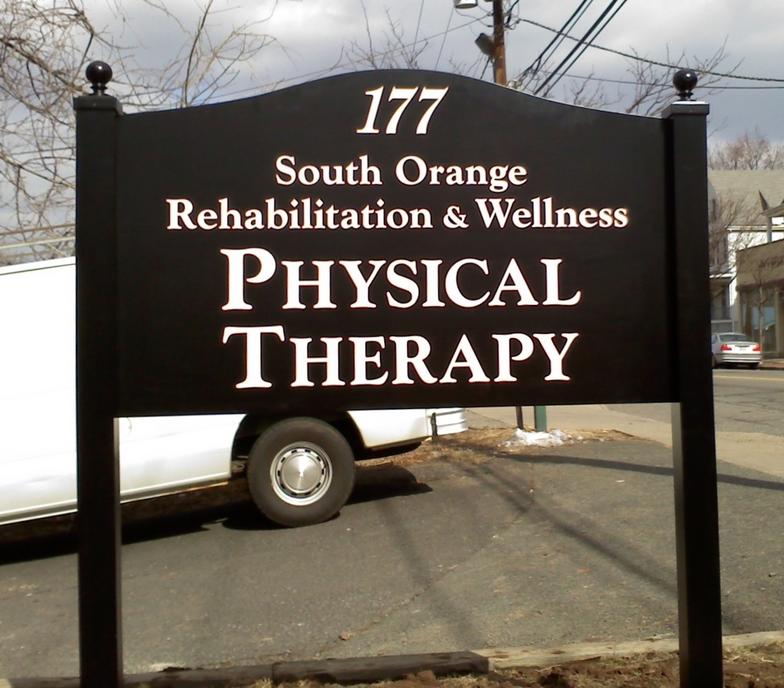 177
South Orange
Rehabilitation & Wellness
PHYSICAL
THERAPY